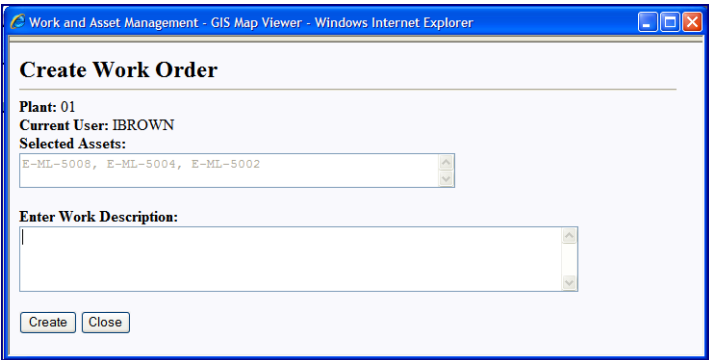 Work and Asset Management - GIS Map Viewer - Windows Internet Explorer
Create Work Order
Plant: 01
Current User: IBROWN
Selected Assets:
E-ML-5008, E-ML-5004, E-ML-5002
Enter Work Description:
Create Close